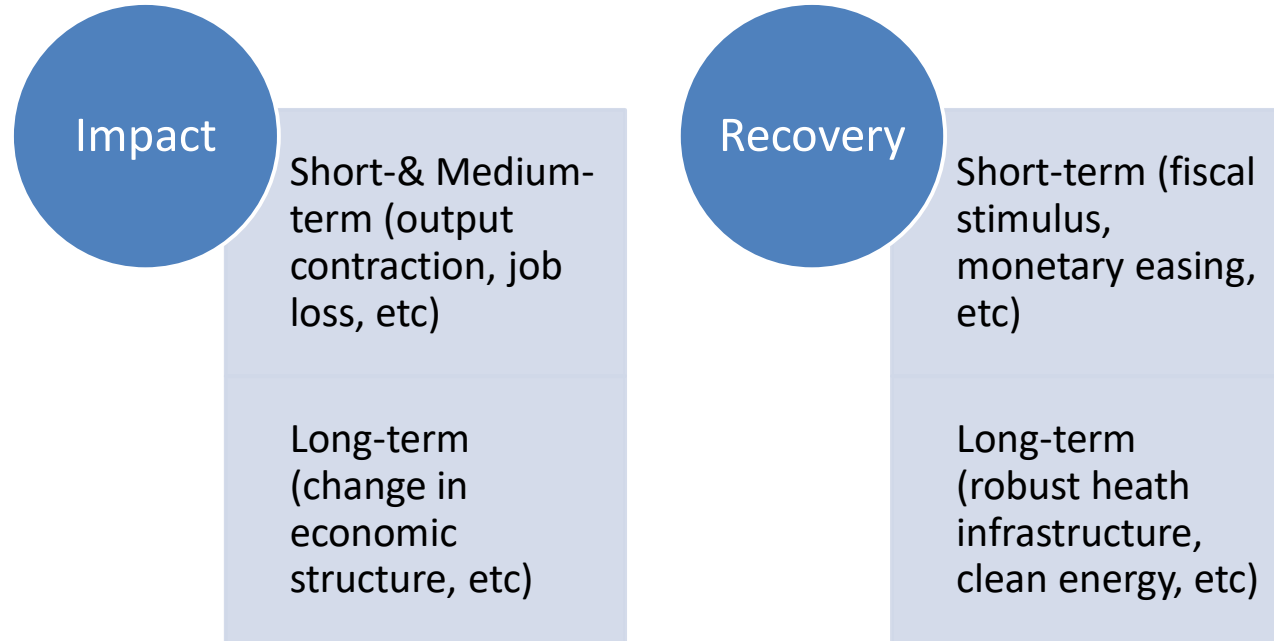 Impact
Short-& Medium-
term (output
contraction, job
loss, etc)
Long-term
(change in
economic
structure, etc)
Recovery
Short-term (fiscal
stimulus,
monetary easing,
etc)
Long-term
(robust heath
infrastructure,
clean energy, etc)